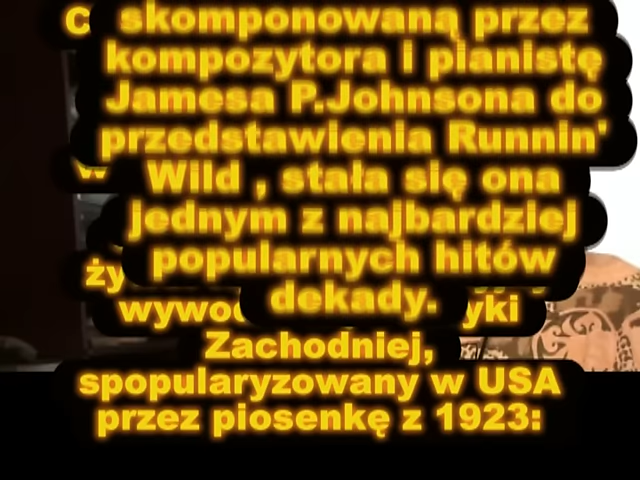 skomponowaną przez
kompozytora i pianistę
Jamesa P.Johnsona do
przedstawienia Runnin'
Wild , stała się ona
jednym z najbardziej
popularnych hitów
dekady.
Zachodniej,
spopularyzowany w USA
przez piosenkę z 1923: